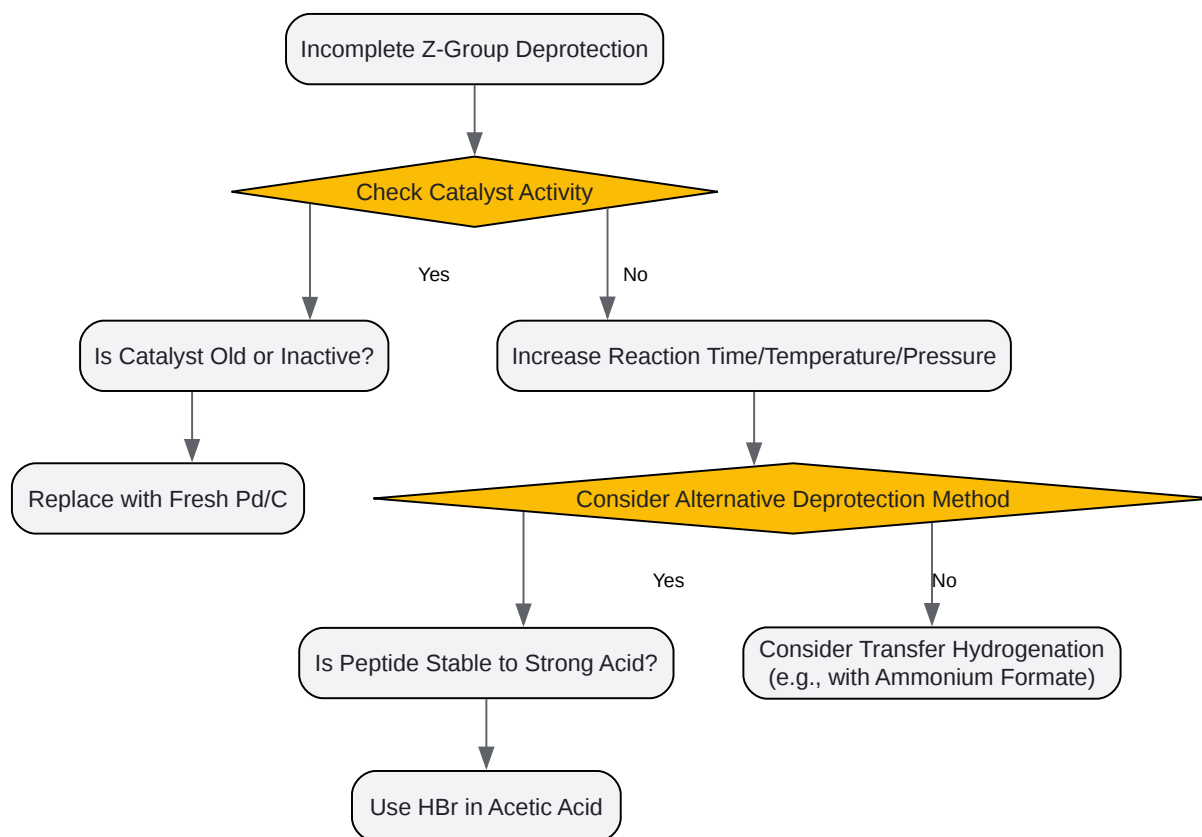 Incomplete Z-Group Deprotection
Check Catalyst Activity
Yes
No
Is Catalyst Old or Inactive?
Increase Reaction Time/Temperature/Pressure
Replace with Fresh Pd/C
Consider Alternative Deprotection Method
Yes
No
Is Peptide Stable to Strong Acid?
Consider Transfer Hydrogenation
(e.g., with Ammonium Formate)
Use HBr in Acetic Acid